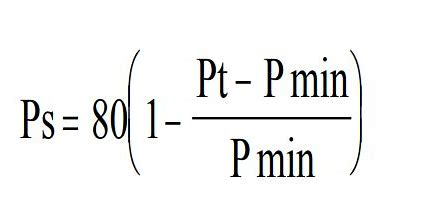 Ps = 80(1 - (Pt - P min) / P min)